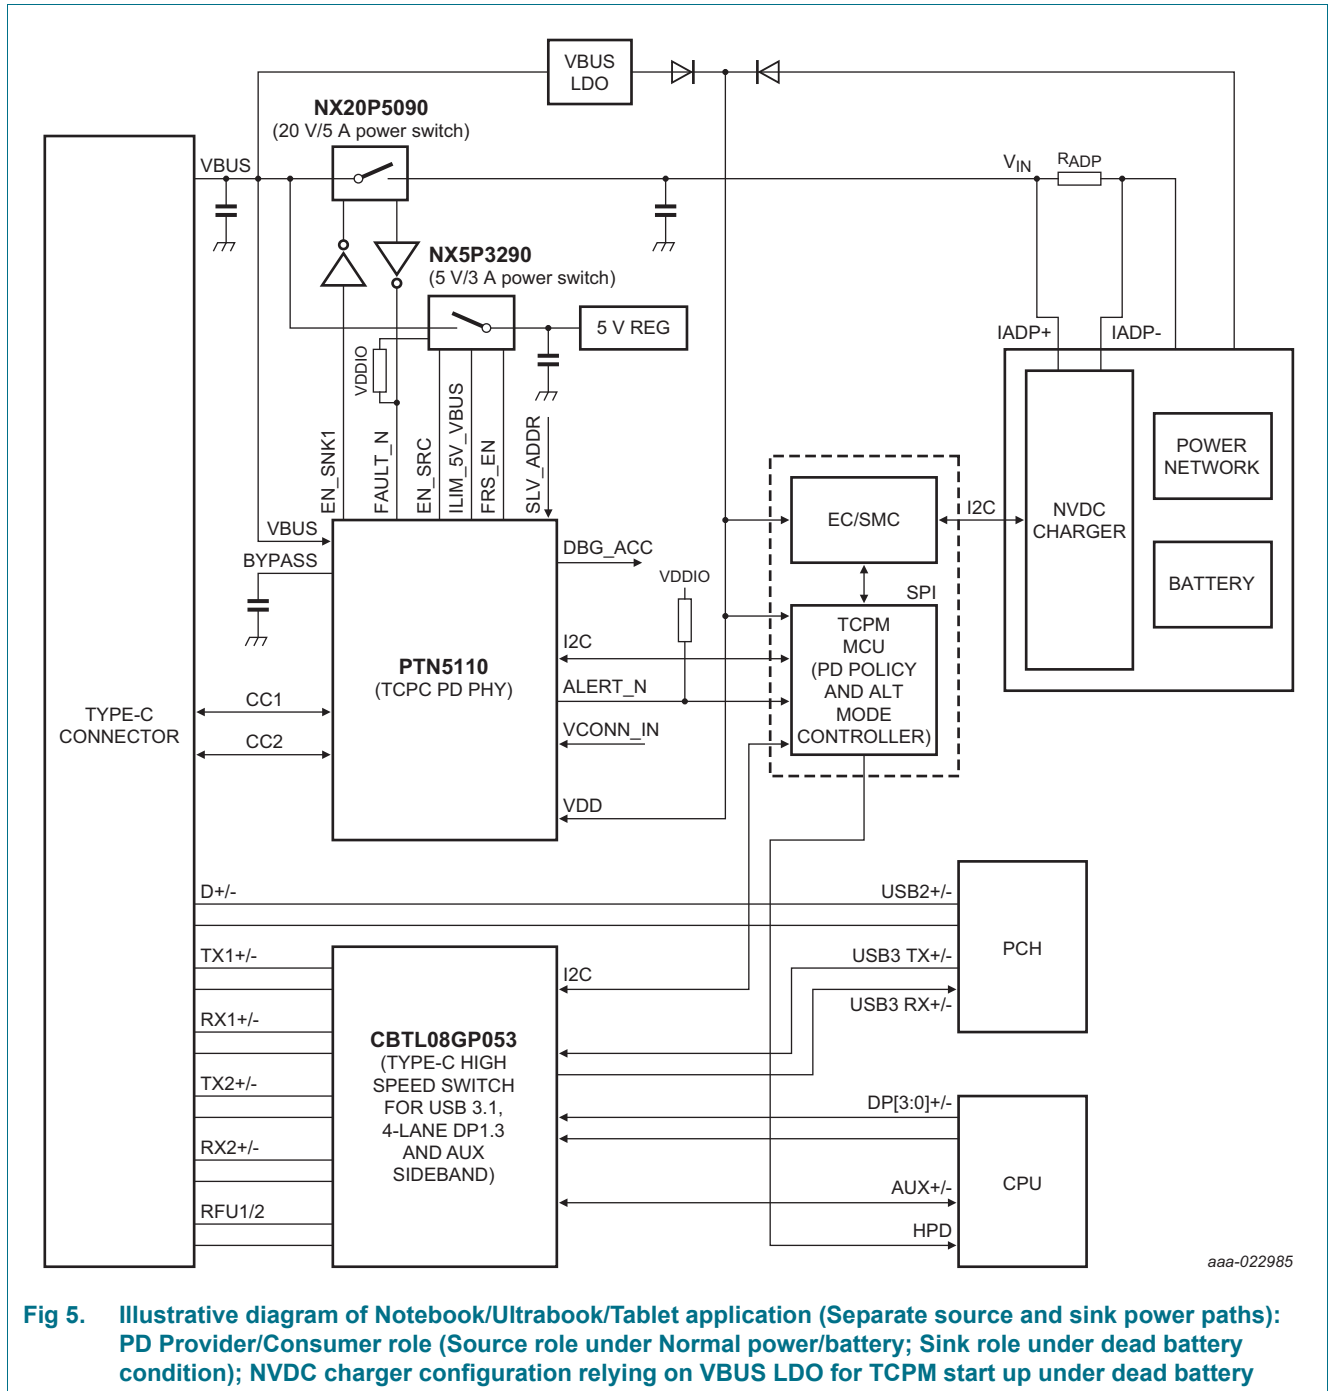 VBUS
LDO
NX20P5090
(20 V/5 A power switch)
VBUS
VIN
RADP
NX5P3290
(5 V/3 A power switch)
5 V REG
IADP+
IADP-
VDDIO
EN_SNK1
FAULT_N
EN_SRC
ILIM_5V_VBUS
FRS_EN
SLV_ADDR
POWER
NETWORK
EC/SMC
I2C
NVDC
CHARGER
VBUS
BYPASS
DBG_ACC
VDDIO
SPI
BATTERY
TCPM
MCU
(PD POLICY
AND ALT
MODE
CONTROLLER)
I2C
PTN5110
(TCPC PD PHY)
ALERT_N
CC1
VCONN_IN
TYPE-C
CONNECTOR
CC2
VDD
D+/-
USB2+/-
TX1+/-
USB3 TX+/-
PCH
I2C
USB3 RX+/-
RX1+/-
CBTL08GP053
(TYPE-C HIGH
SPEED SWITCH
FOR USB 3.1,
4-LANE DP1.3
AND AUX
SIDEBAND)
TX2+/-
DP[3:0]+/-
RX2+/-
CPU
AUX+/-
RFU1/2
HPD
aaa-022985
Fig 5. Illustrative diagram of Notebook/Ultrabook/Tablet application (Separate source and sink power paths):
PD Provider/Consumer role (Source role under Normal power/battery; Sink role under dead battery
condition); NVDC charger configuration relying on VBUS LDO for TCPM start up under dead battery